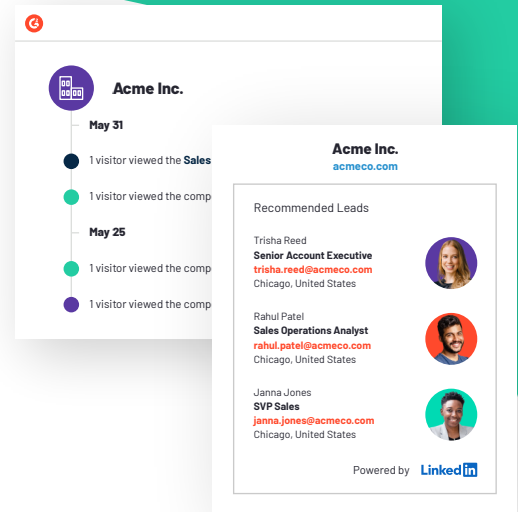 G
Acme Inc.
May 31
1 visitor viewed the Sales
1 visitor viewed the comp
May 25
1 visitor viewed the comp
1 visitor viewed the comp
Acme Inc.
acmeco.com
Recommended Leads
Trisha Reed
Senior Account Executive
trisha.reed@acmeco.com
Chicago, United States
Rahul Patel
Sales Operations Analyst
rahul.patel@acmeco.com
Chicago, United States
Janna Jones
SVP Sales
janna.jones@acmeco.com
Chicago, United States
Powered by LinkedIn